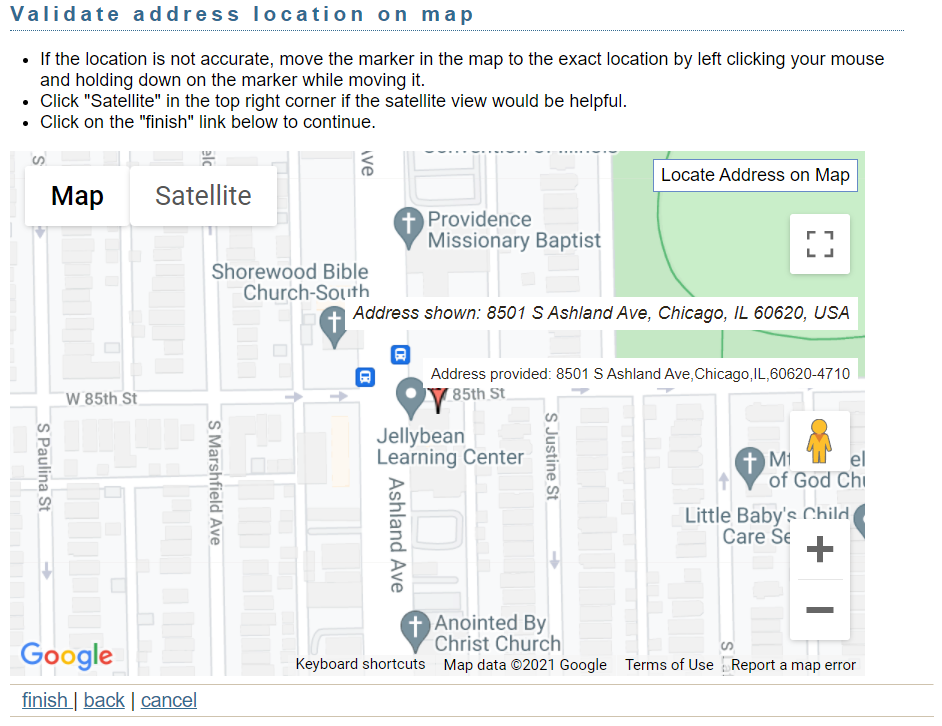 Validate address location on map
If the location is not accurate, move the marker in the map to the exact location by left clicking your mouse
and holding down on the marker while moving it.
Click "Satellite" in the top right corner if the satellite view would be helpful.
Click on the "finish" link below to continue.
Map
Satellite
Locate Address on Map
Ave
Providence
Missionary Baptist
Shorewood Bible
Church-South
Address shown: 8501 S Ashland Ave, Chicago, IL 60620, USA
Address provided: 8501 S Ashland Ave,Chicago,IL,60620-4710
W 85th St
85th St
S Paulina St
S Marshfield Ave
Jellybean
Learning Center
Ashland Ave
S Justine St
of God
Little Baby's Child
Care
Anointed By
Christ Church
S
Google
Keyboard shortcuts
Map data ©2021 Google
Terms of Use
Report a map error
finish | back | cancel